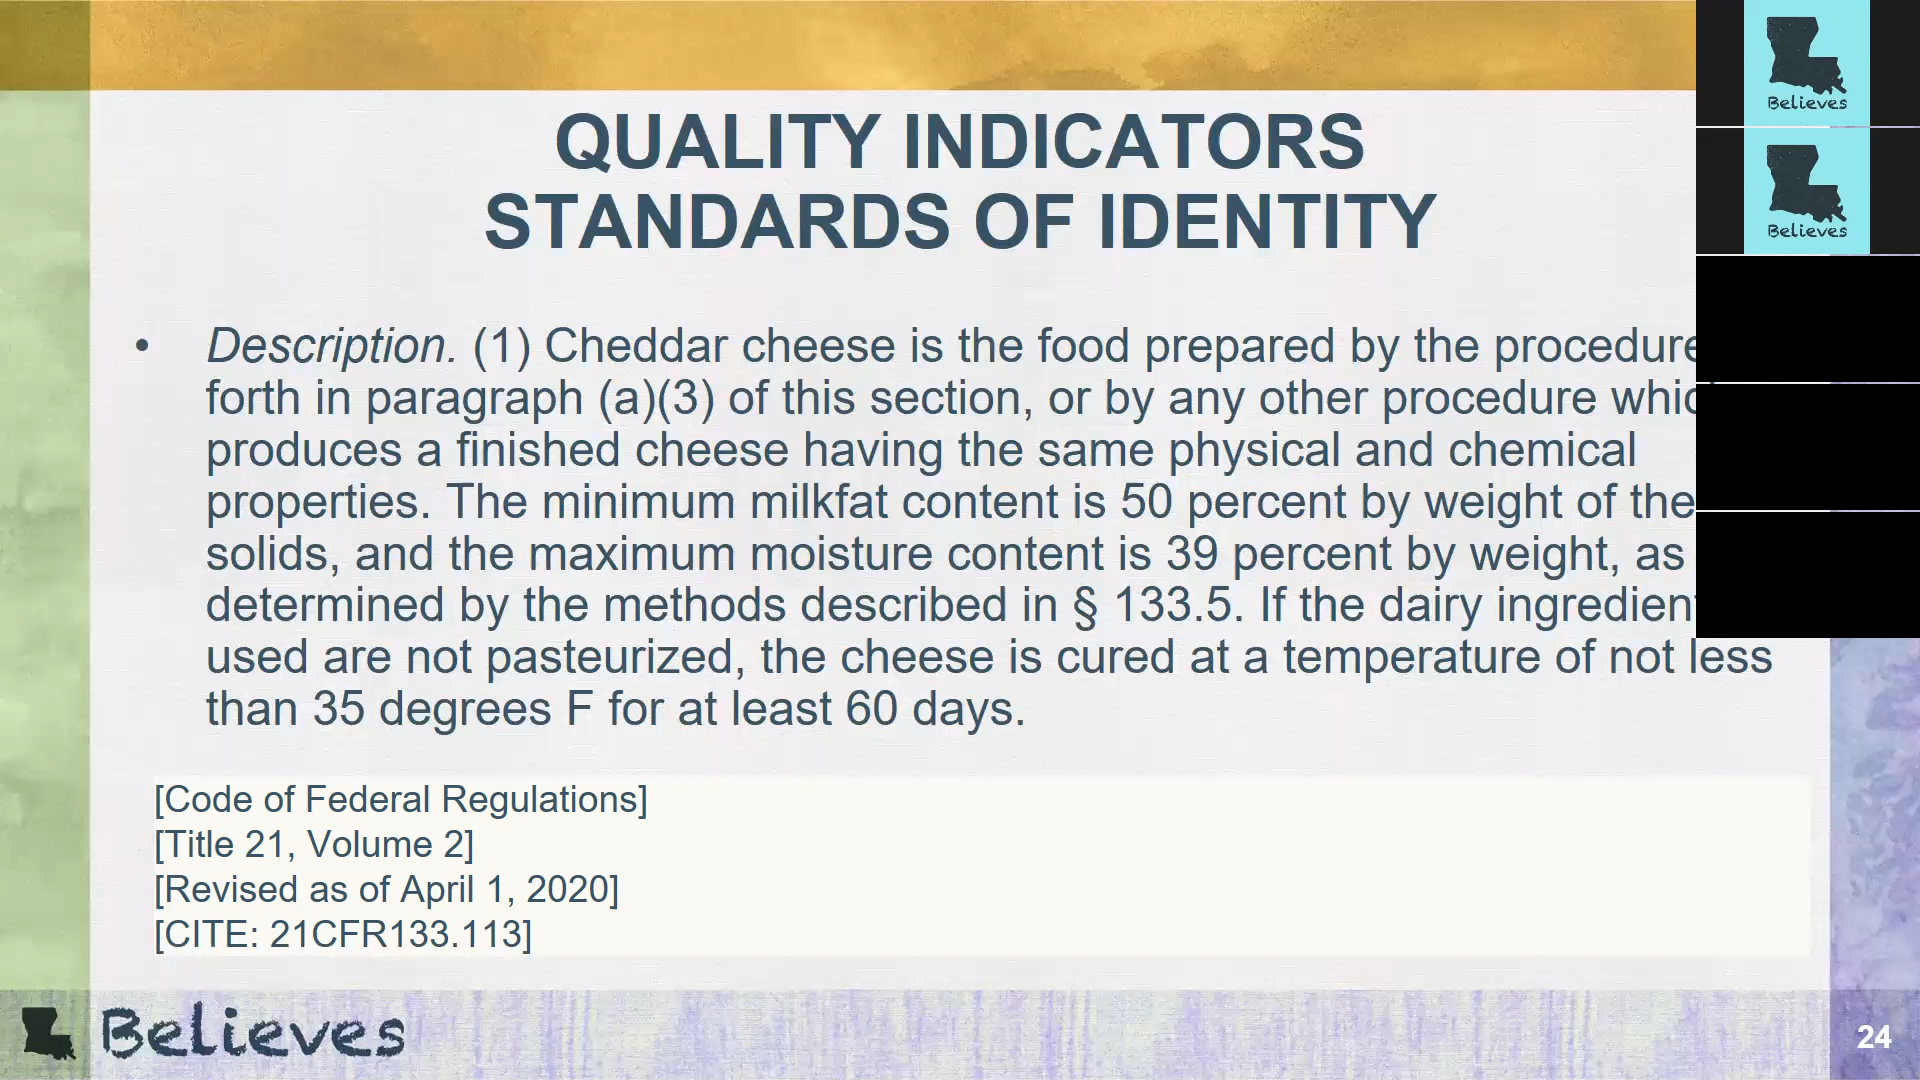 QUALITY INDICATORS
STANDARDS OF IDENTITY
• Description. (1) Cheddar cheese is the food prepared by the procedure
forth in paragraph (a)(3) of this section, or by any other procedure
produces a finished cheese having the same physical and chemical
properties. The minimum milkfat content is 50 percent by weight of the
solids, and the maximum moisture content is 39 percent by weight, as
determined by the methods described in § 133.5. If the dairy
used are not pasteurized, the cheese is cured at a temperature of not less
than 35 degrees F for at least 60 days.
[Code of Federal Regulations]
[Title 21, Volume 2]
[Revised as of April 1, 2020]
[CITE: 21CFR133.113]
Believes
24
Believes
Believes